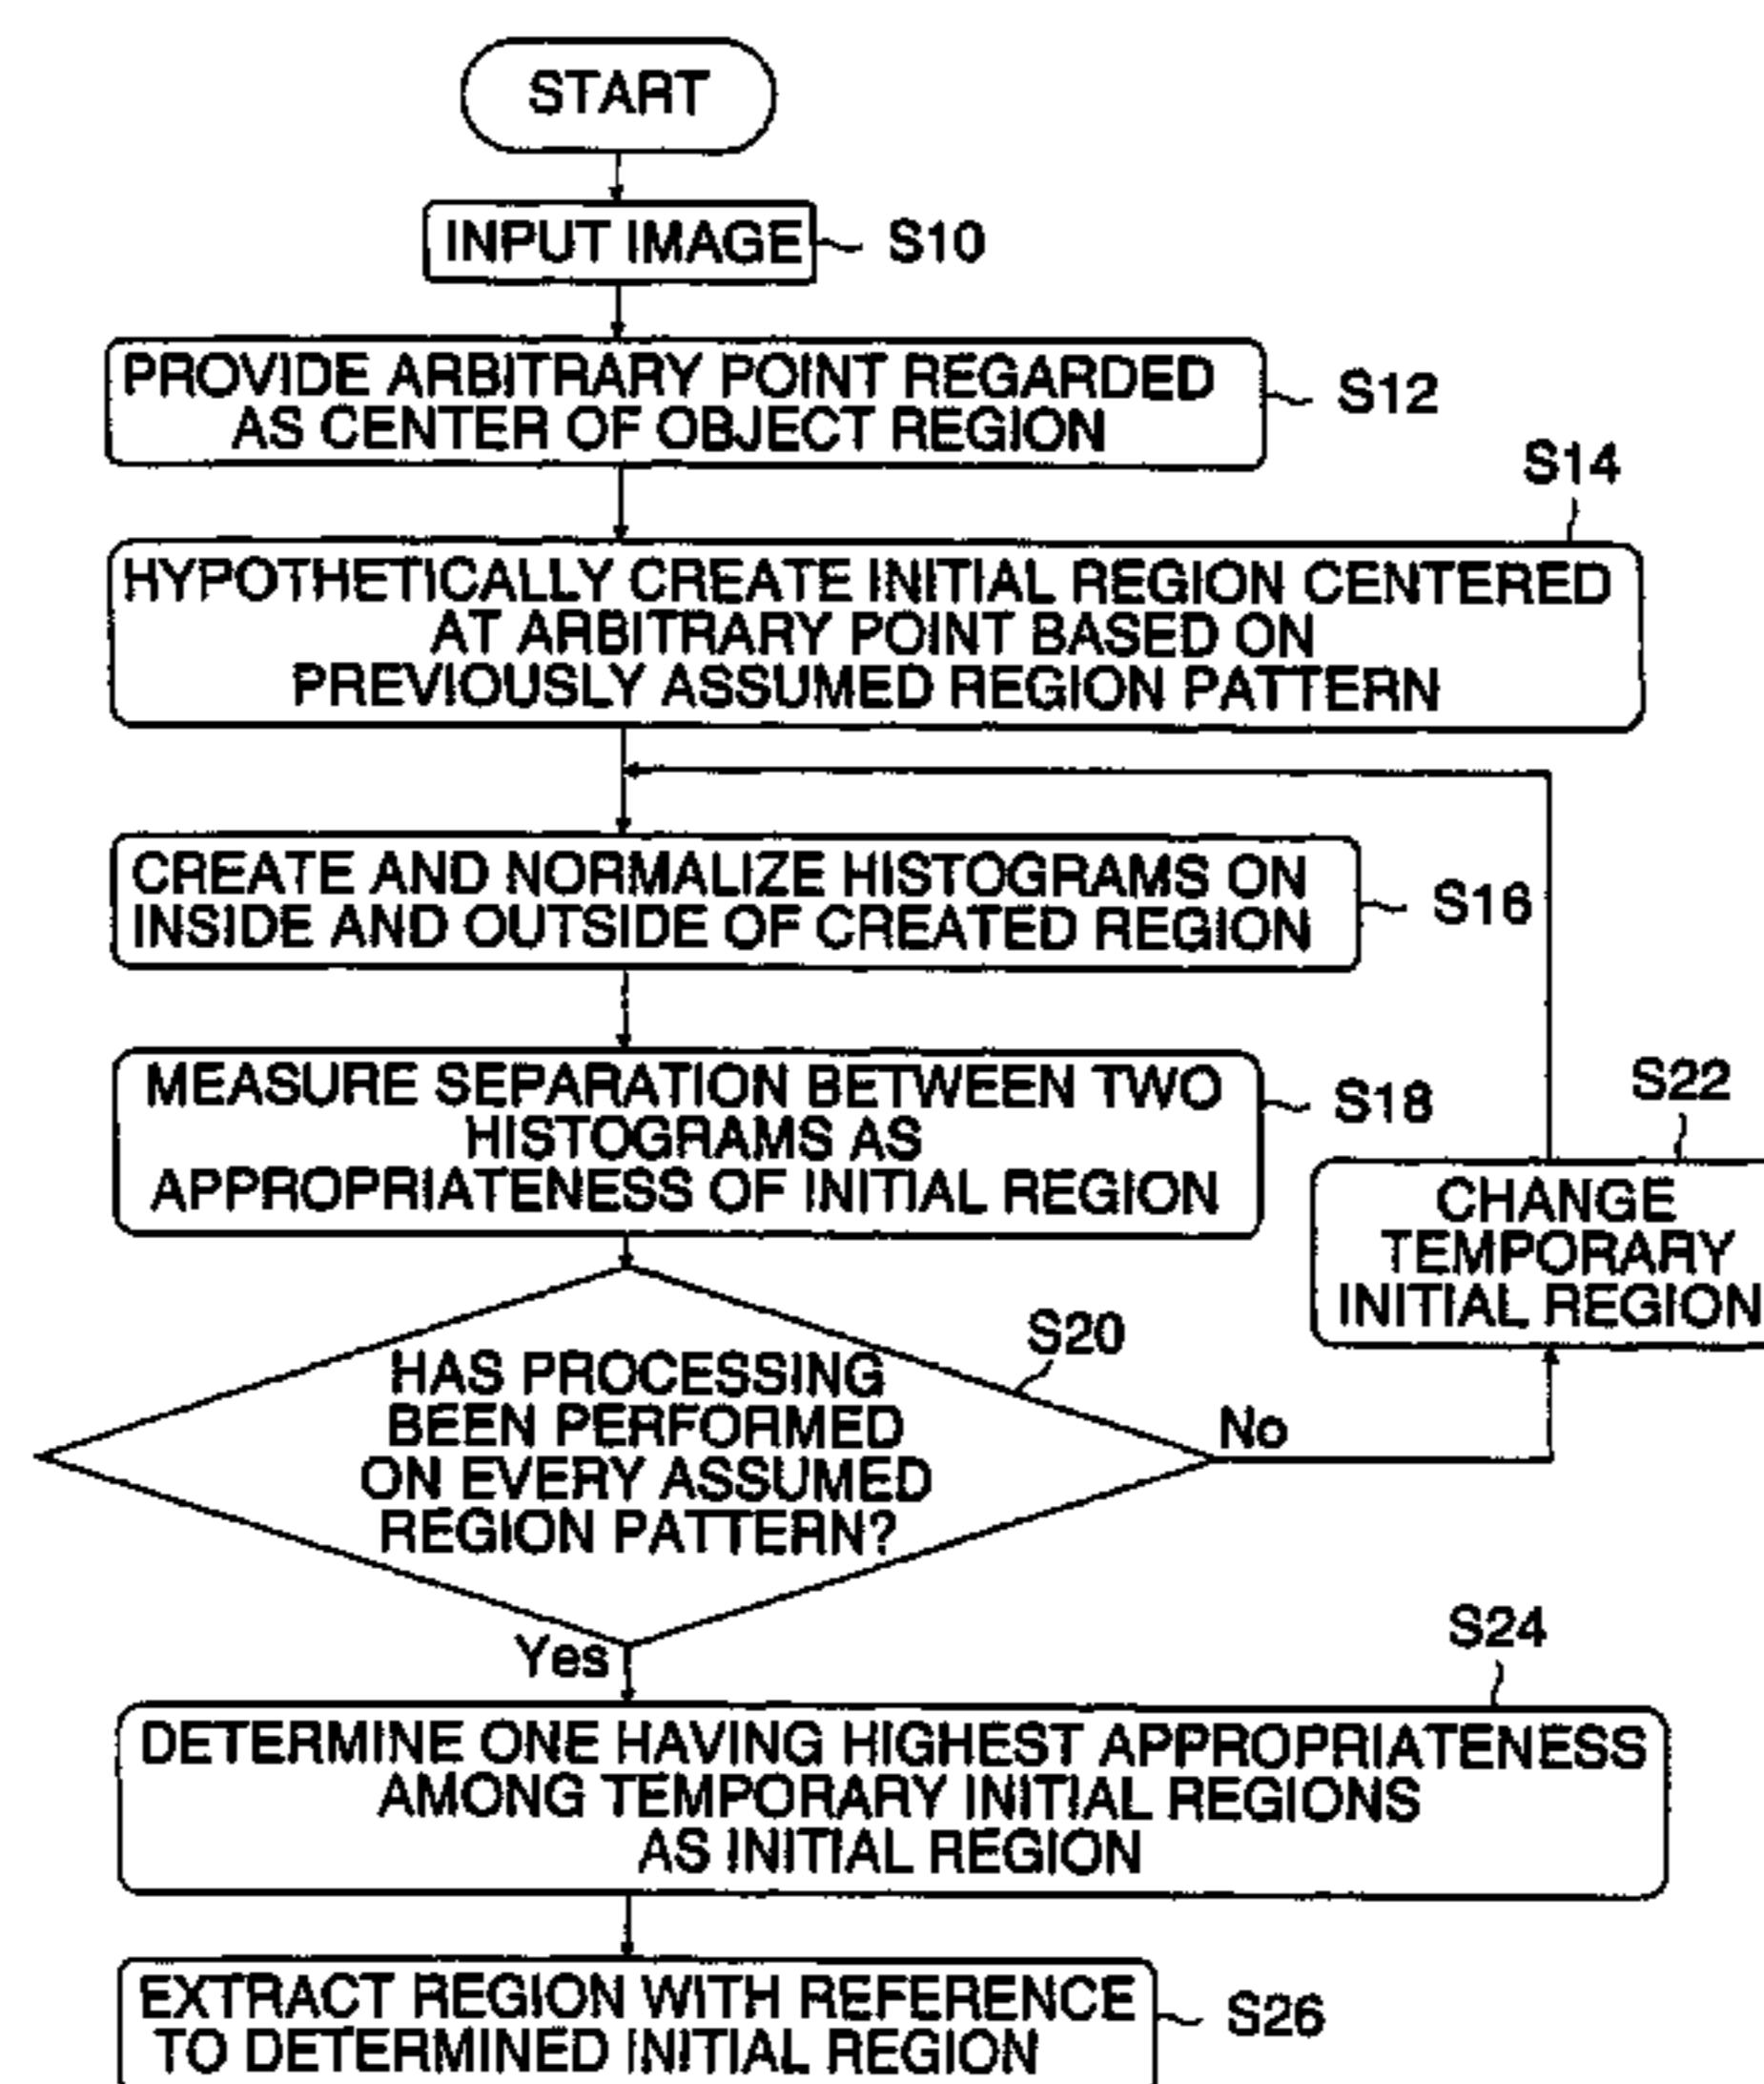 START
INPUT IMAGE
S10
PROVIDE ARBITRARY POINT REGARDED
AS CENTER OF OBJECT REGION
S12
S14
HYPOTHETICALLY CREATE INITIAL REGION CENTERED
AT ARBITRARY POINT BASED ON
PREVIOUSLY ASSUMED REGION PATTERN
CREATE AND NORMALIZE HISTOGRAMS ON
INSIDE AND OUTSIDE OF CREATED REGION
S16
MEASURE SEPARATION BETWEEN TWO
HISTOGRAMS AS
APPROPRIATENESS OF INITIAL REGION
S18
S22
CHANGE
TEMPORARY
INITIAL REGION
S20
HAS PROCESSING
BEEN PERFORMED
ON EVERY ASSUMED
REGION PATTERN?
No
Yes
S24
DETERMINE ONE HAVING HIGHEST APPROPRIATENESS
AMONG TEMPORARY INITIAL REGIONS
AS INITIAL REGION
EXTRACT REGION WITH REFERENCE
TO DETERMINED INITIAL REGION
S26